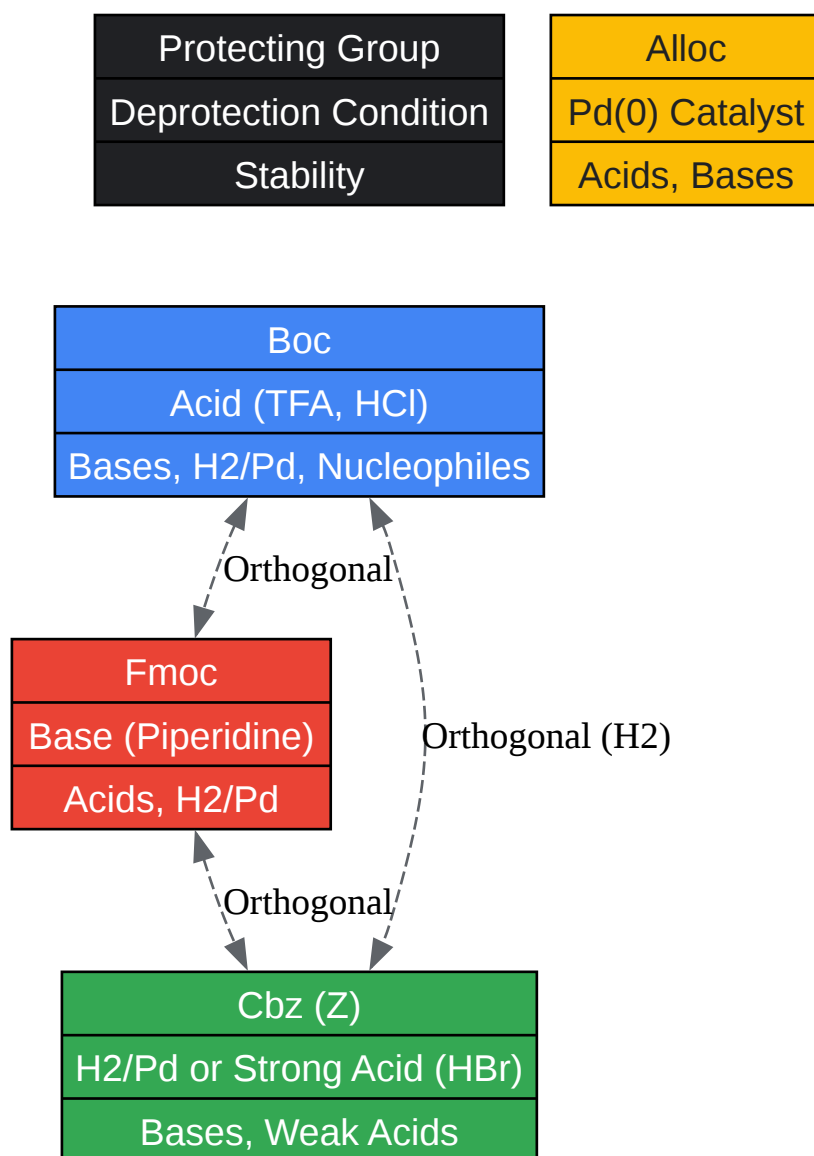 Protecting Group
Deprotection Condition
Stability
Alloc
Pd(0) Catalyst
Acids, Bases
Boc
Acid (TFA, HCl)
Bases, H2/Pd, Nucleophiles
Orthogonal
Fmoc
Base (Piperidine)
Acids, H2/Pd
Orthogonal (H2)
Orthogonal
Cbz (Z)
H2/Pd or Strong Acid (HBr)
Bases, Weak Acids